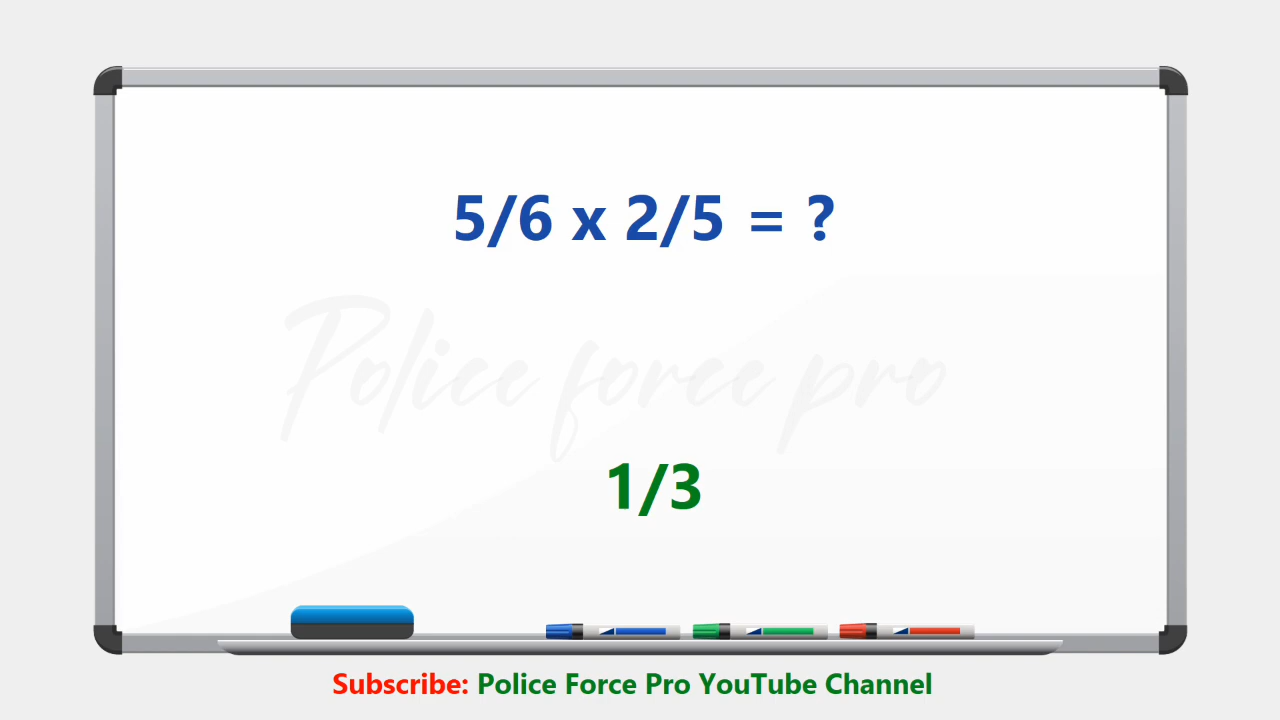 5/6 x 2/5 = ?
Police force pro
1/3
Subscribe: Police Force Pro YouTube Channel